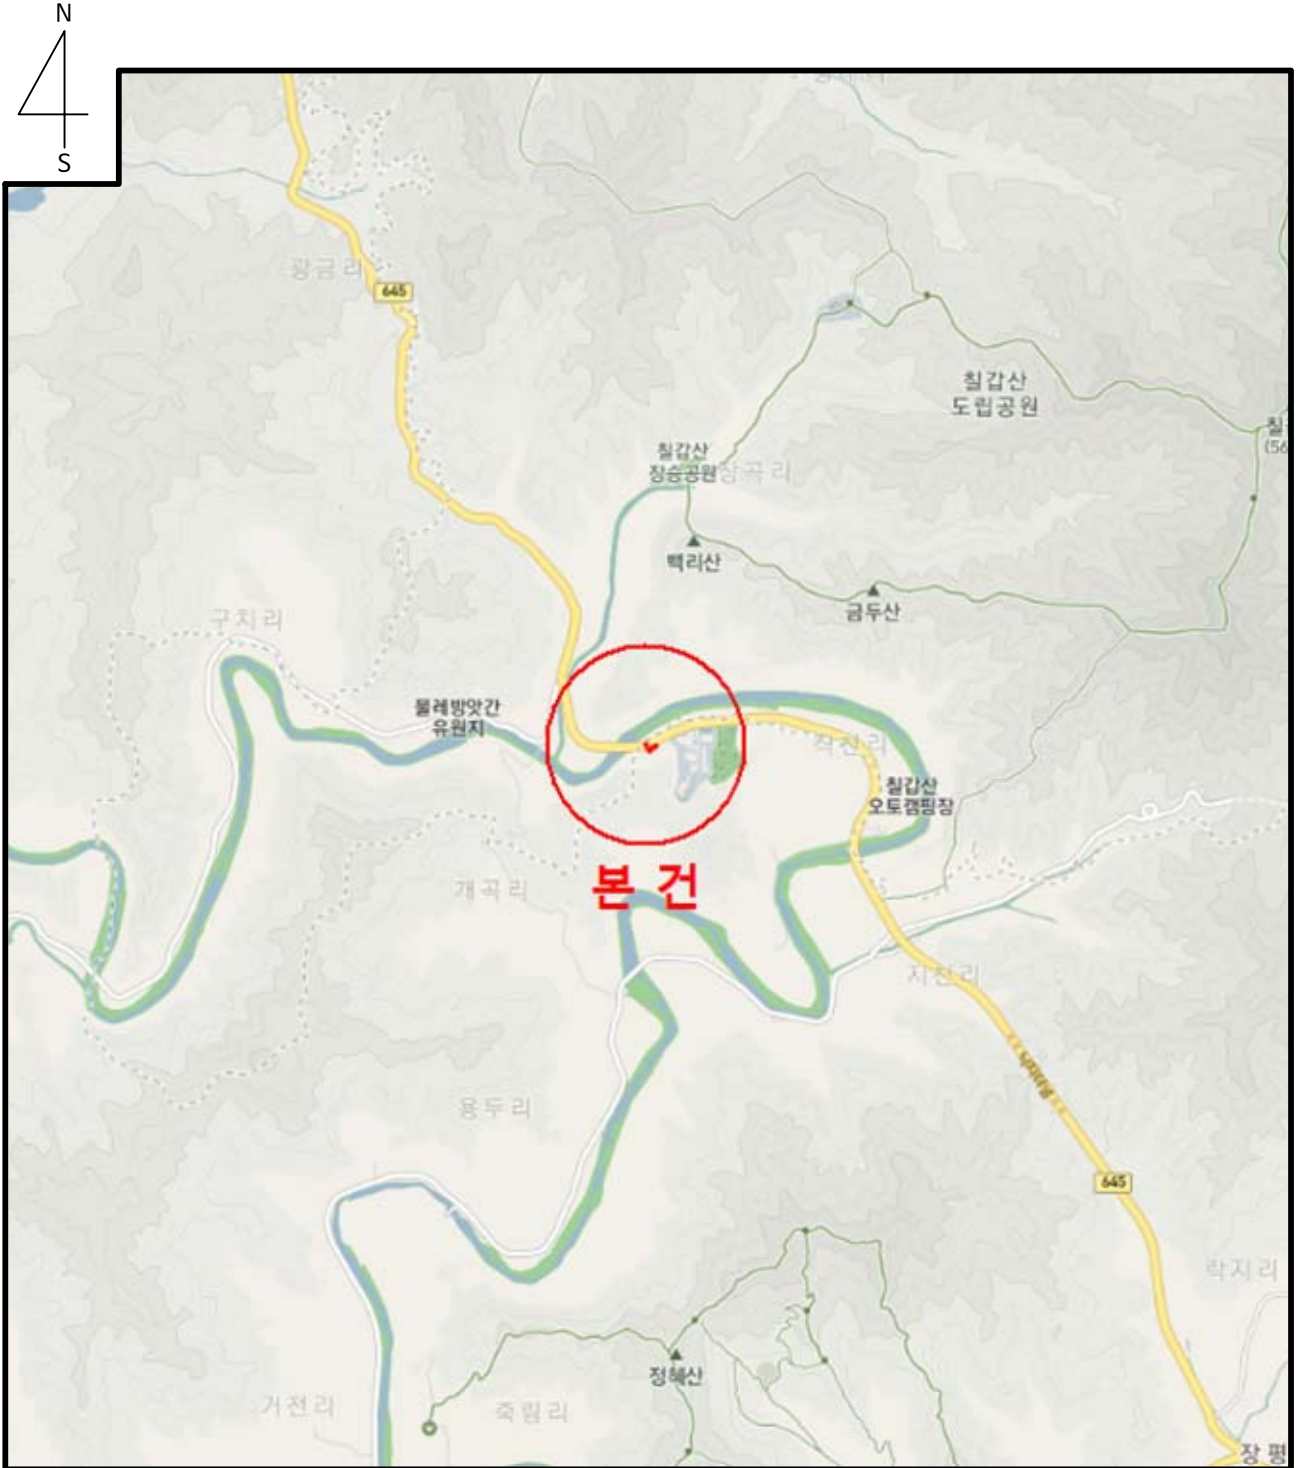 N
S
광금리
645
칠갑산
도립공원
칠갑산
장승공원
장곡리
백리산
금두산
구치리
물레방앗간
유원지
작천리
칠갑산
오토캠핑장
본 건
개곡리
지천리
용두리
645
락지리
정혜산
거전리
죽림리
장평